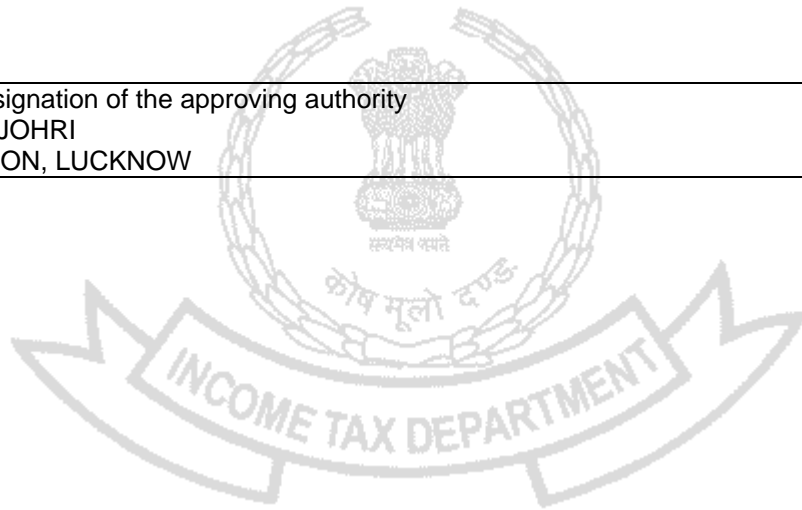 signation of the approving authority
JOHRI
ON, LUCKNOW
सत्यमेव जयते
कोष मूलो दण्ड:
INCOME TAX DEPARTMENT